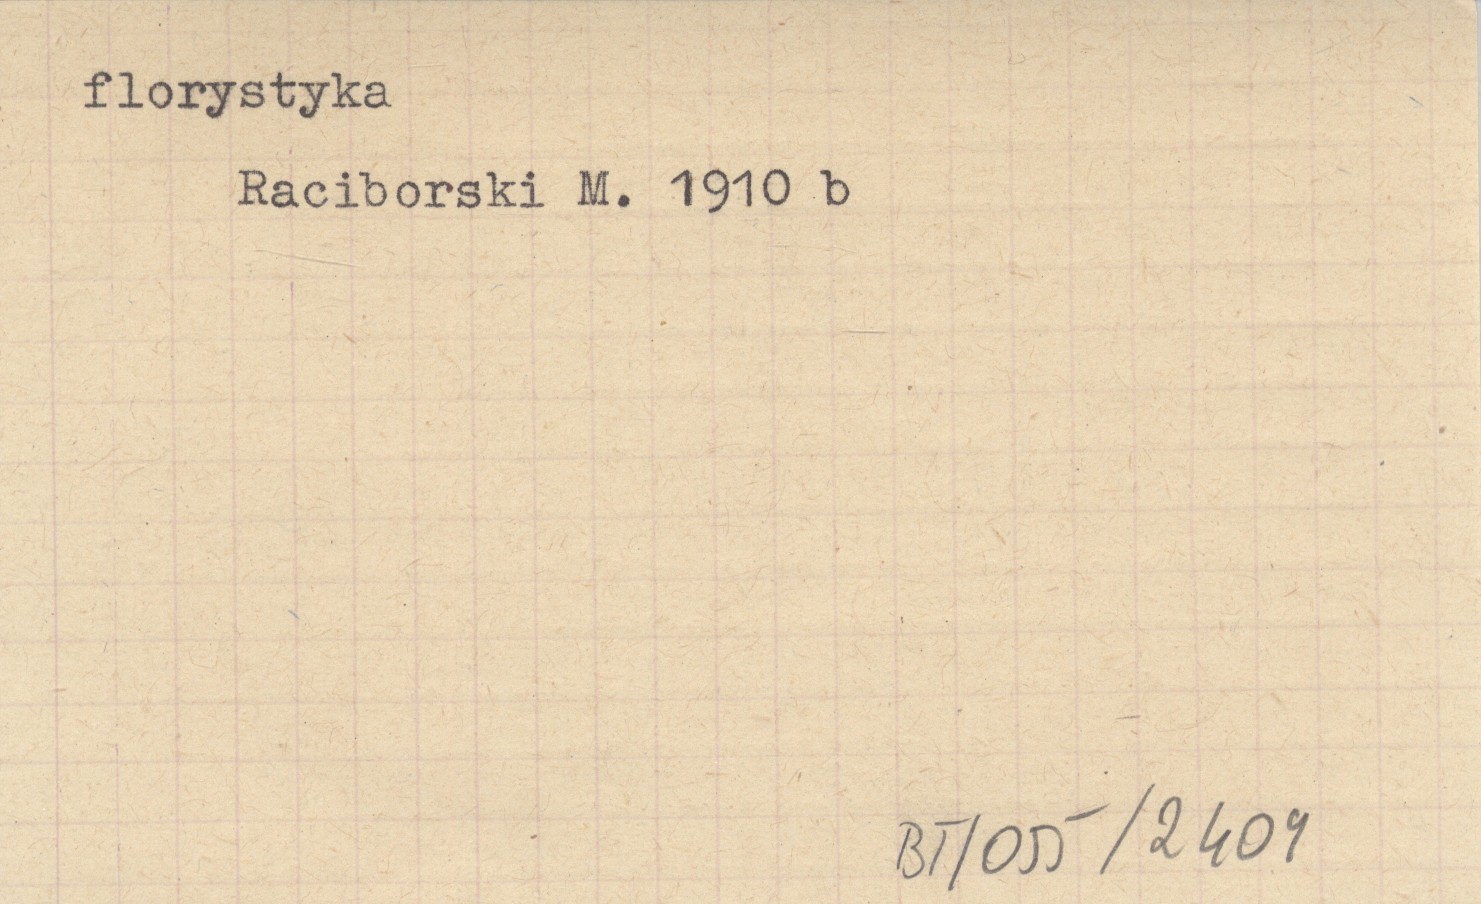 florystyka
Raciborski M. 1910 b
BT/055/2409